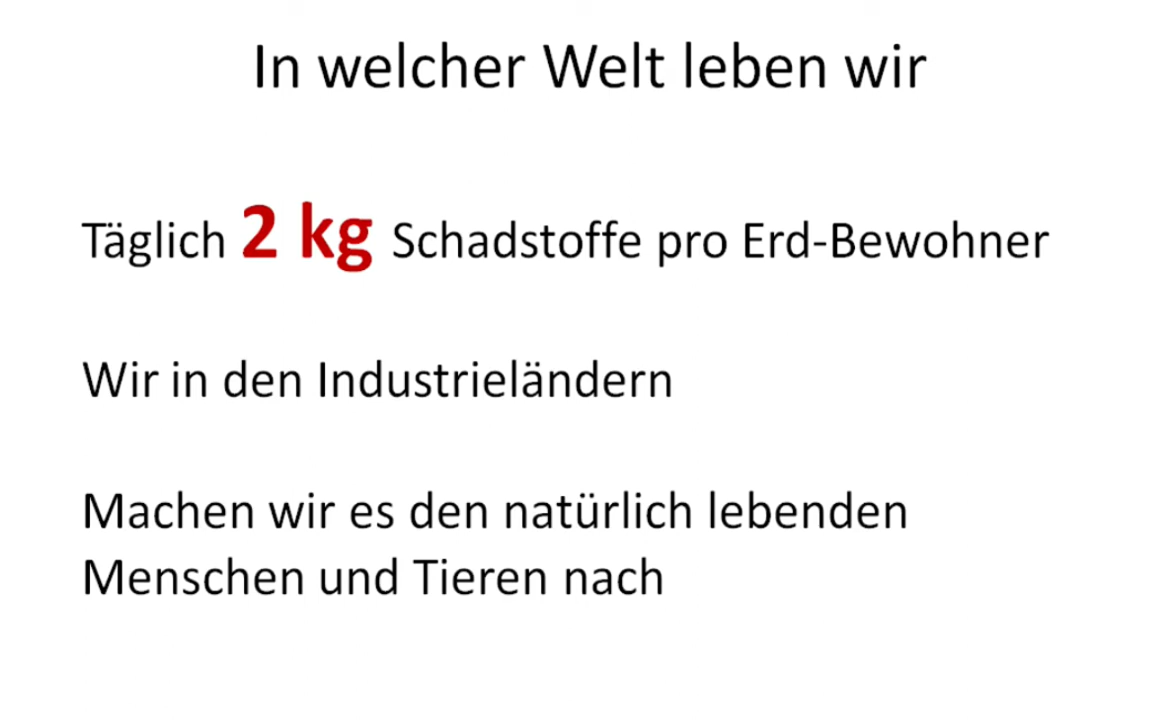 In welcher Welt leben wir
Täglich 2 kg Schadstoffe pro Erd-Bewohner
Wir in den Industrieländern
Machen wir es den natürlich lebenden
Menschen und Tieren nach